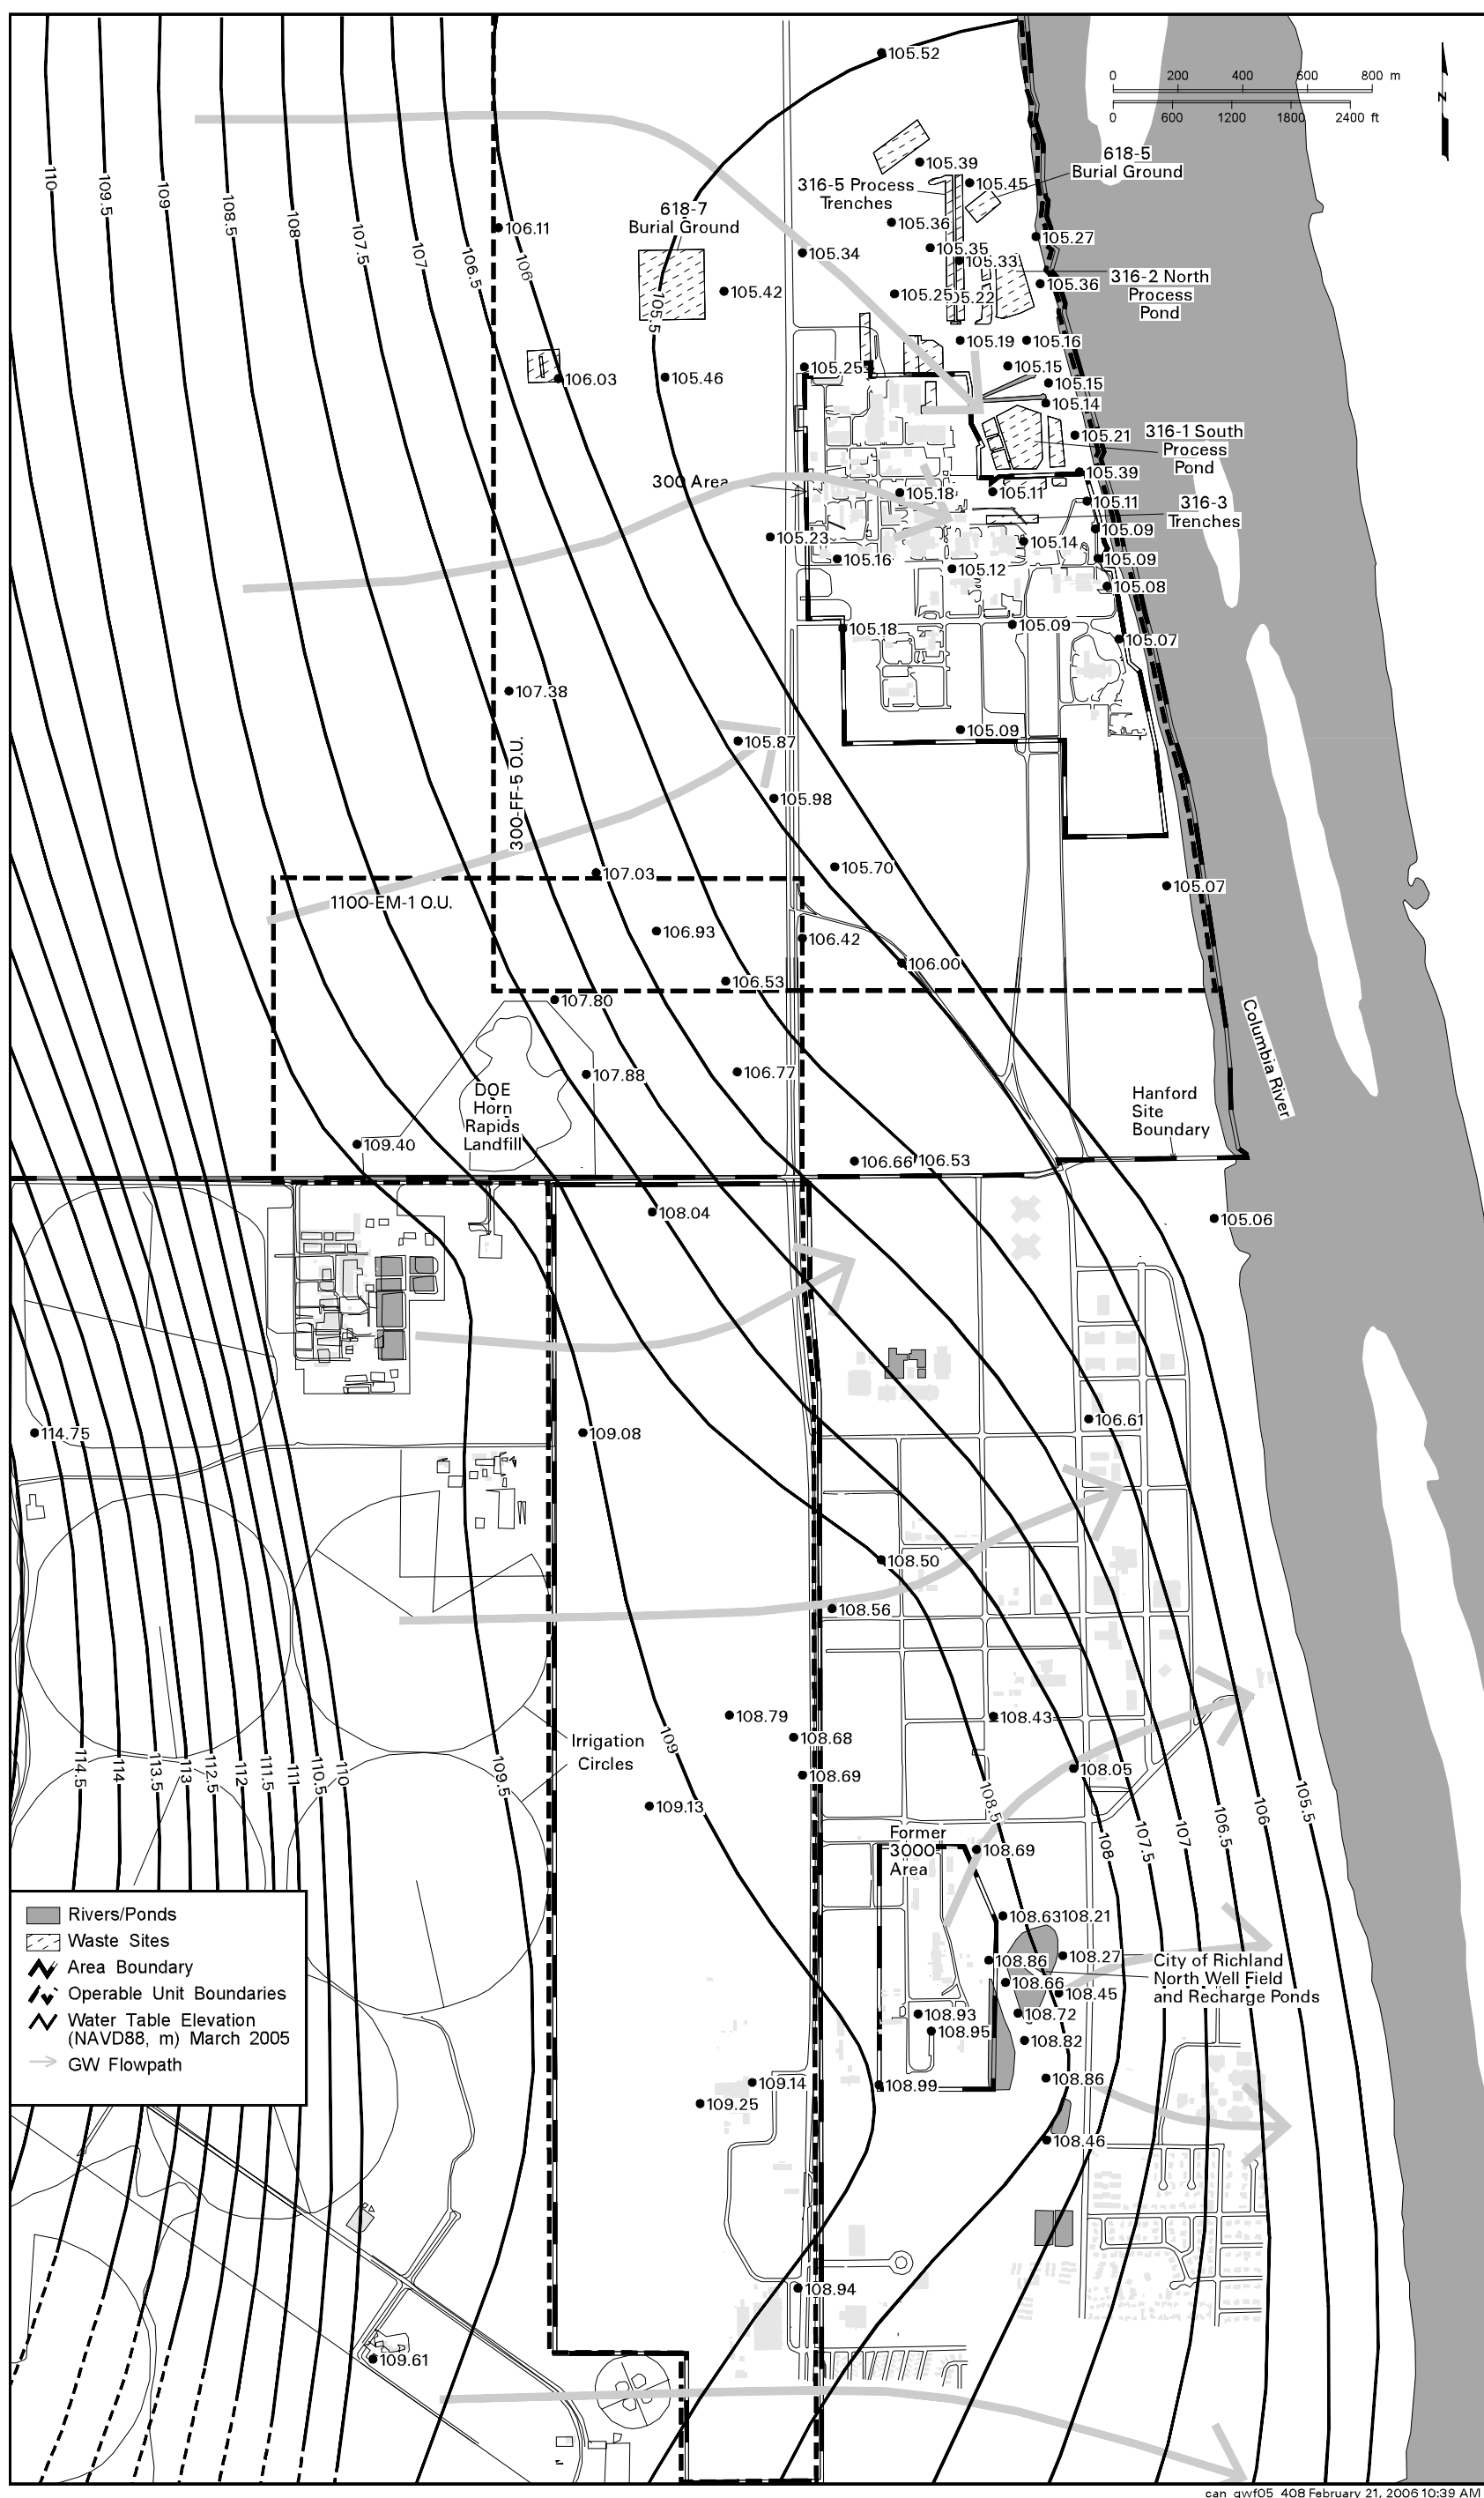 105.52
0 200 400 600 800 m
0 600 1200 1800 2400 ft
N
618-5
Burial Ground
105.39
105.45
316-5 Process
Trenches
110
109.5
109
108.5
108
107.5
107
106.5
106
105.5
618-7
Burial Ground
106.11
105.36
105.27
105.34
105.35
105.33
105.42
105.25
105.36
316-2 North
Process
Pond
105.19
105.16
105.25
105.15
106.03
105.46
105.15
105.14
105.21
316-1 South
Process
Pond
105.39
300 Area
105.18
105.11
105.11
316-3
Trenches
105.23
105.14
105.09
105.16
105.12
105.09
105.08
105.18
105.09
105.07
107.38
105.87
105.09
300-FF-5 O.U.
105.98
107.03
105.70
105.07
1100-EM-1 O.U.
106.93
106.42
106.00
106.53
107.80
Columbia River
107.88
106.77
DOE
Horn
Rapids
Landfill
Hanford
Site
Boundary
109.40
106.66
106.53
108.04
105.06
106.61
114.75
109.08
108.50
108.56
108.79
108.43
108.68
Irrigation
Circles
108.69
108.05
109.13
114.5
114
113.5
113
112.5
112
111.5
111
110.5
110
109.5
109
108.5
108
107.5
107
106.5
106
105.5
Former
3000
Area
108.69
108.63
108.21
108.86
108.27
City of Richland
North Well Field
and Recharge Ponds
108.66
108.45
108.93
108.72
108.95
108.82
109.14
108.99
108.86
109.25
108.46
108.94
109.61
Rivers/Ponds
Waste Sites
Area Boundary
Operable Unit Boundaries
Water Table Elevation
(NAVD88, m) March 2005
GW Flowpath
can_gwf05_408 February 21, 2006 10:39 AM